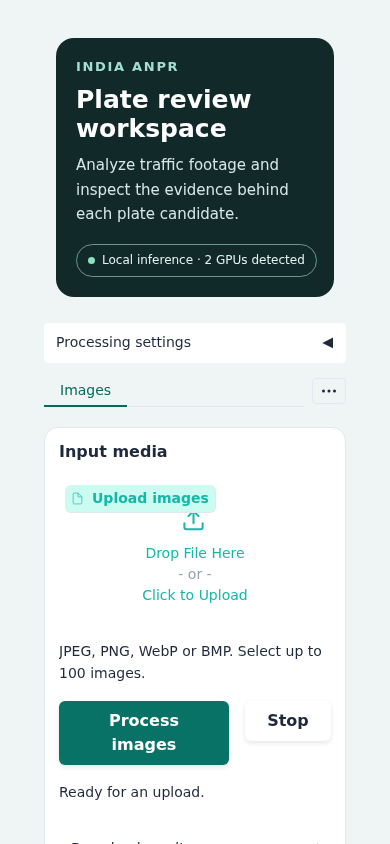 INDIA ANPR
Plate review
workspace
Analyze traffic footage and
inspect the evidence behind
each plate candidate.
Local inference · 2 GPUs detected
Processing settings
Images
Input media
Upload images
Drop File Here
- or -
Click to Upload
JPEG, PNG, WebP or BMP. Select up to
100 images.
Process
images
Stop
Ready for an upload.